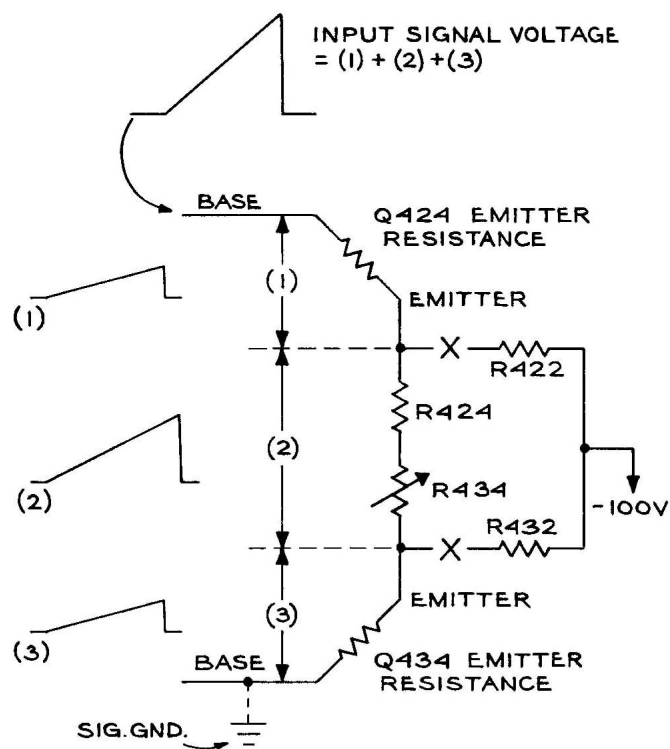 INPUT SIGNAL VOLTAGE
= (1) + (2) + (3)
BASE
Q424 EMITTER
RESISTANCE
(1)
(1)
EMITTER
R422
R424
(2)
(2)
R434
-100V
R432
(3)
(3)
EMITTER
BASE
Q434 EMITTER
RESISTANCE
SIG.GND.